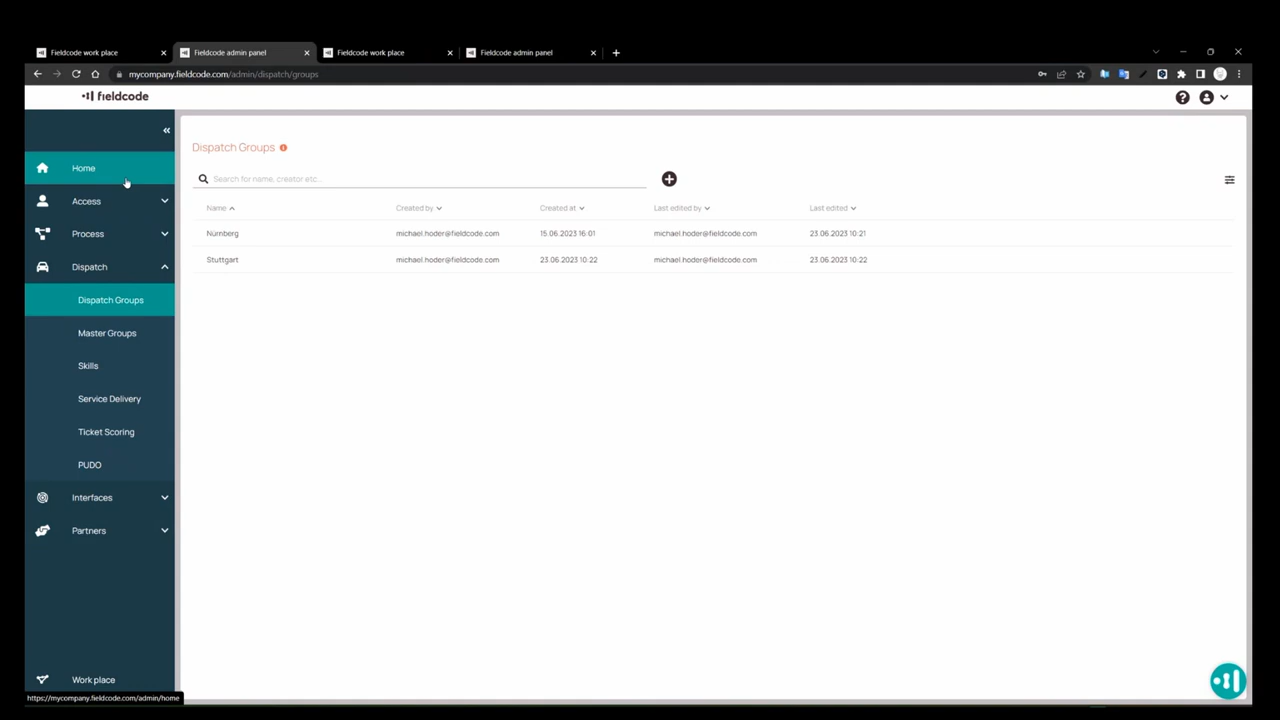 Fieldcode work place
Fieldcode admin panel
Fieldcode work place
Fieldcode admin panel
mycompany.fieldcode.com/admin/dispatch/groups
fieldcode
Home
Access
Process
Dispatch
Dispatch Groups
Master Groups
Skills
Service Delivery
Ticket Scoring
PUDO
Interfaces
Partners
Work place
https://mycompany.fieldcode.com/admin/home
Dispatch Groups
Search for name, creator etc...
Name Created by Created at Last edited by Last edited
Nürnberg michael.hoder@fieldcode.com 15.06.2023 16:01 michael.hoder@fieldcode.com 23.06.2023 10:21
Stuttgart michael.hoder@fieldcode.com 23.06.2023 10:22 michael.hoder@fieldcode.com 23.06.2023 10:22